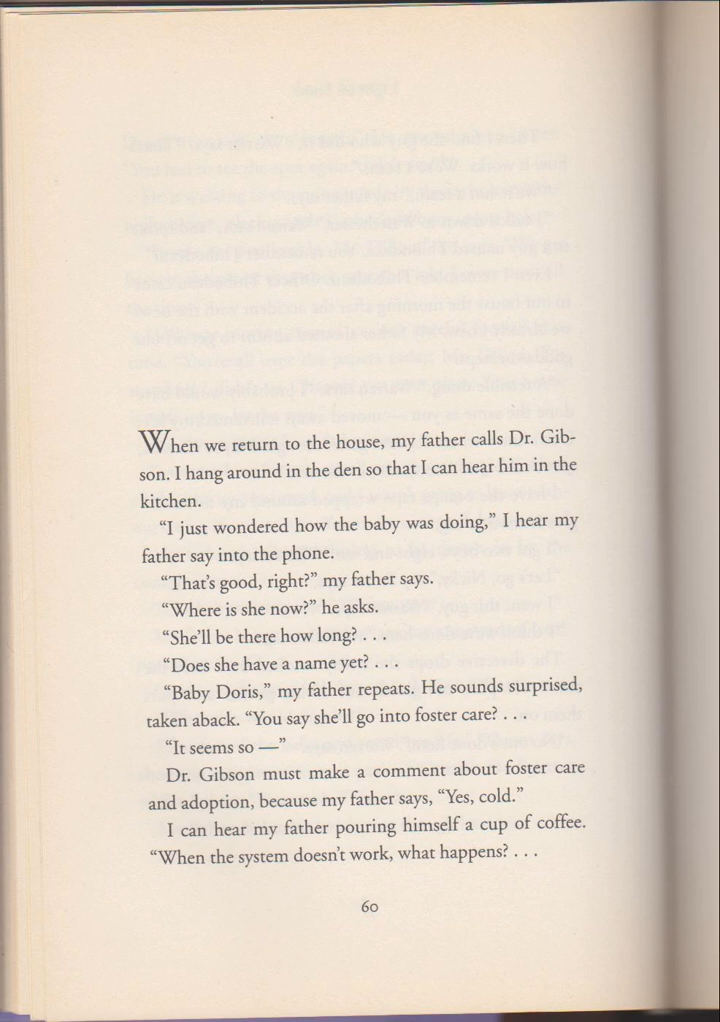 When we return to the house, my father calls Dr. Gib-
son. I hang around in the den so that I can hear him in the
kitchen.
“I just wondered how the baby was doing,” I hear my
father say into the phone.
“That’s good, right?” my father says.
“Where is she now?” he asks.
“She’ll be there how long? . . .
“Does she have a name yet? . . .
“Baby Doris,” my father repeats. He sounds surprised,
taken aback. “You say she’ll go into foster care? . . .
“It seems so —”
Dr. Gibson must make a comment about foster care
and adoption, because my father says, “Yes, cold.”
I can hear my father pouring himself a cup of coffee.
“When the system doesn’t work, what happens? . . .
60